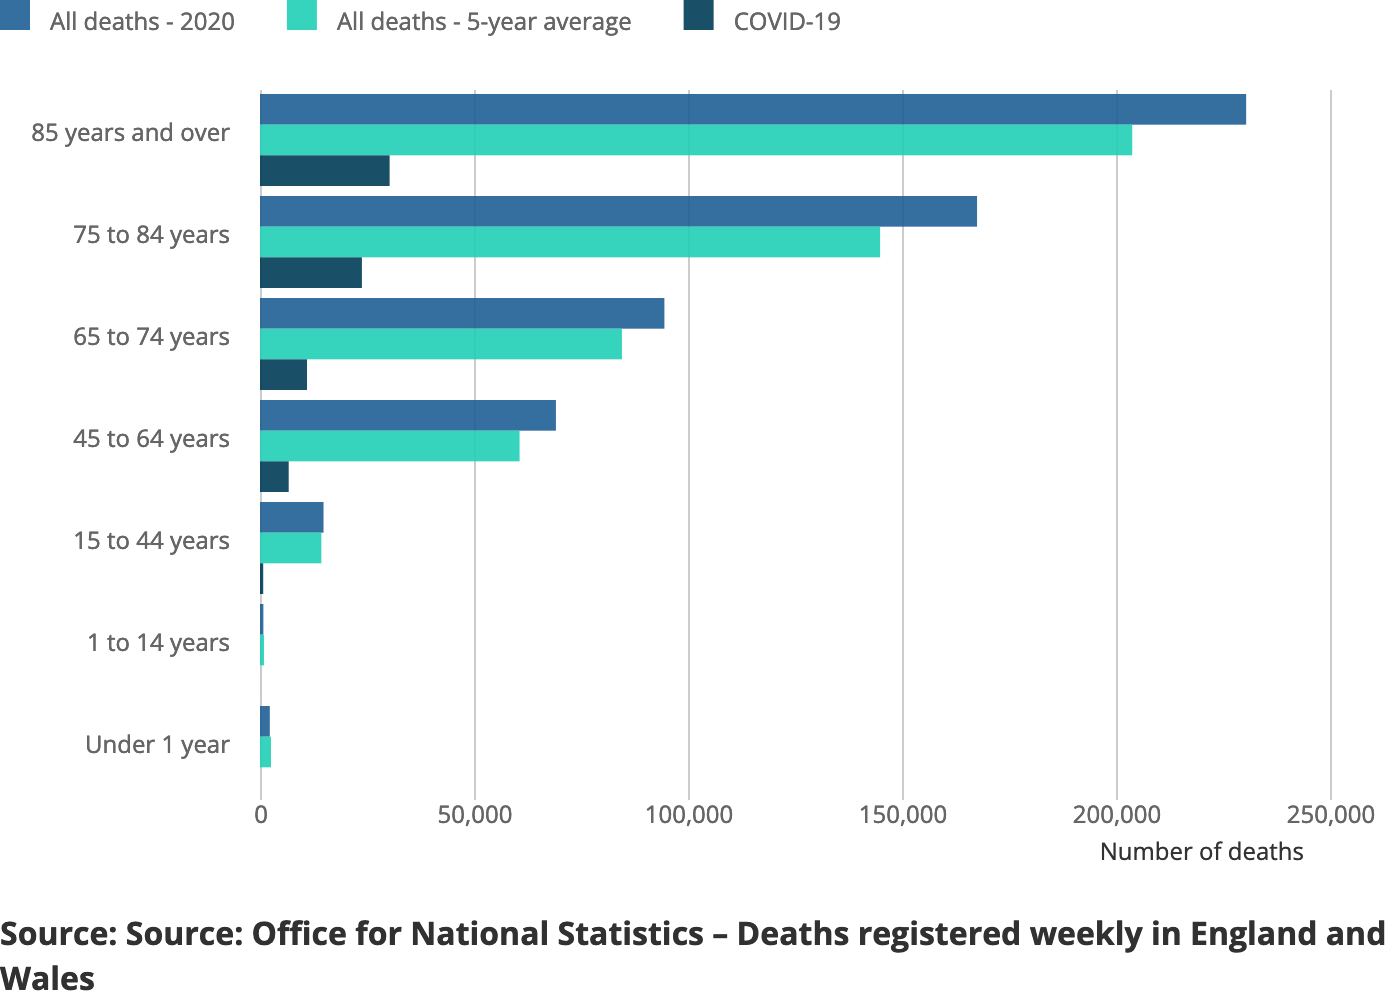 All deaths - 2020 All deaths - 5-year average COVID-19
85 years and over
75 to 84 years
65 to 74 years
45 to 64 years
15 to 44 years
1 to 14 years
Under 1 year
0 50,000 100,000 150,000 200,000 250,000
Number of deaths
Source: Source: Office for National Statistics – Deaths registered weekly in England and
Wales